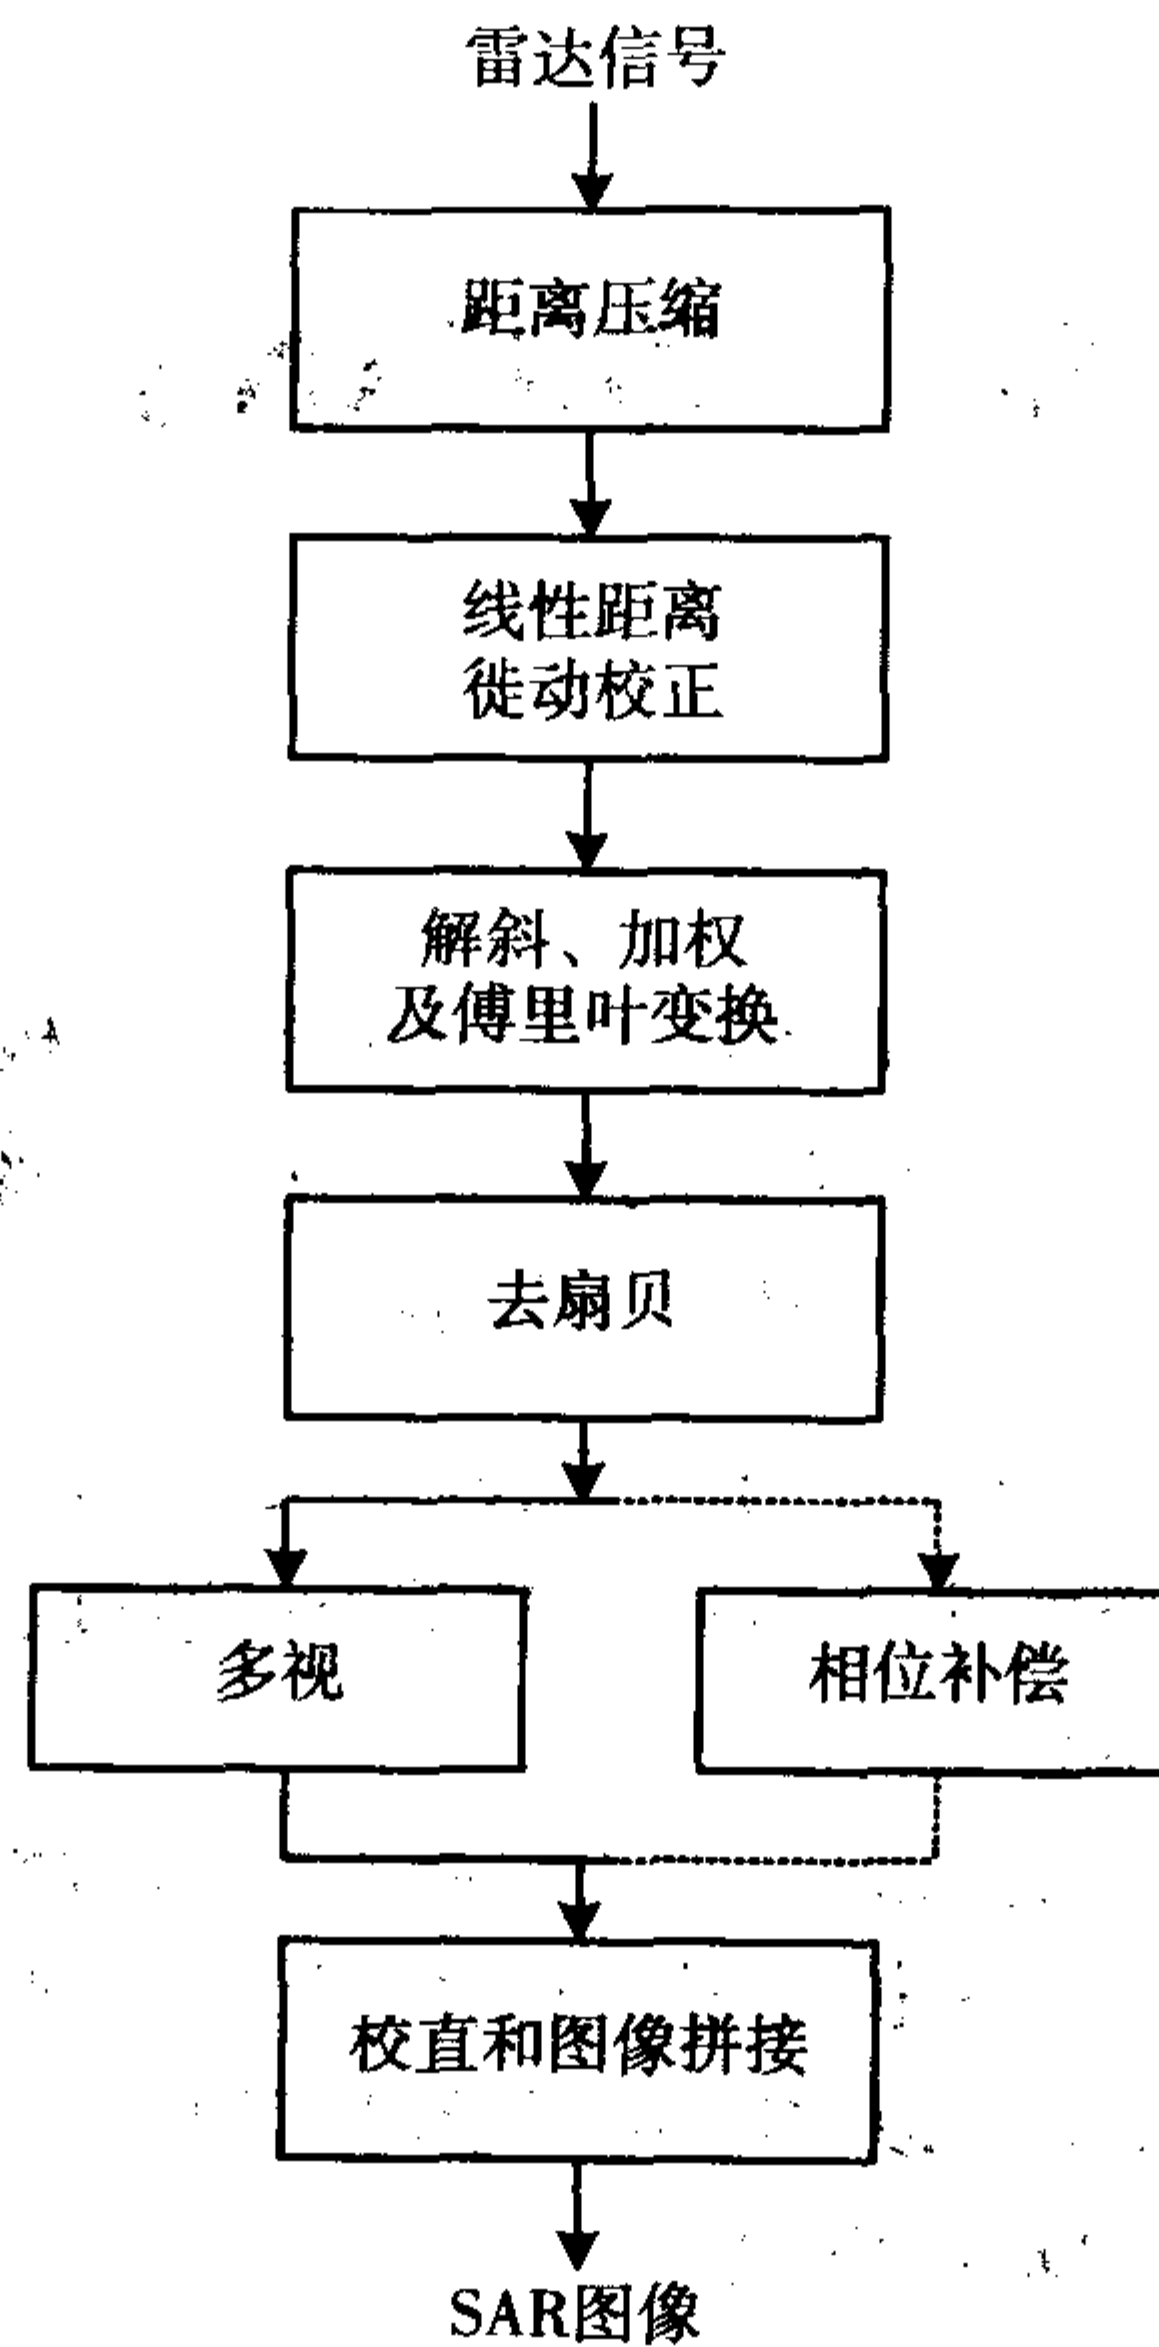 雷达信号
距离压缩
线性距离
徙动校正
解斜、加权
及傅里叶变换
去扇贝
多视
相位补偿
校直和图像拼接
SAR图像